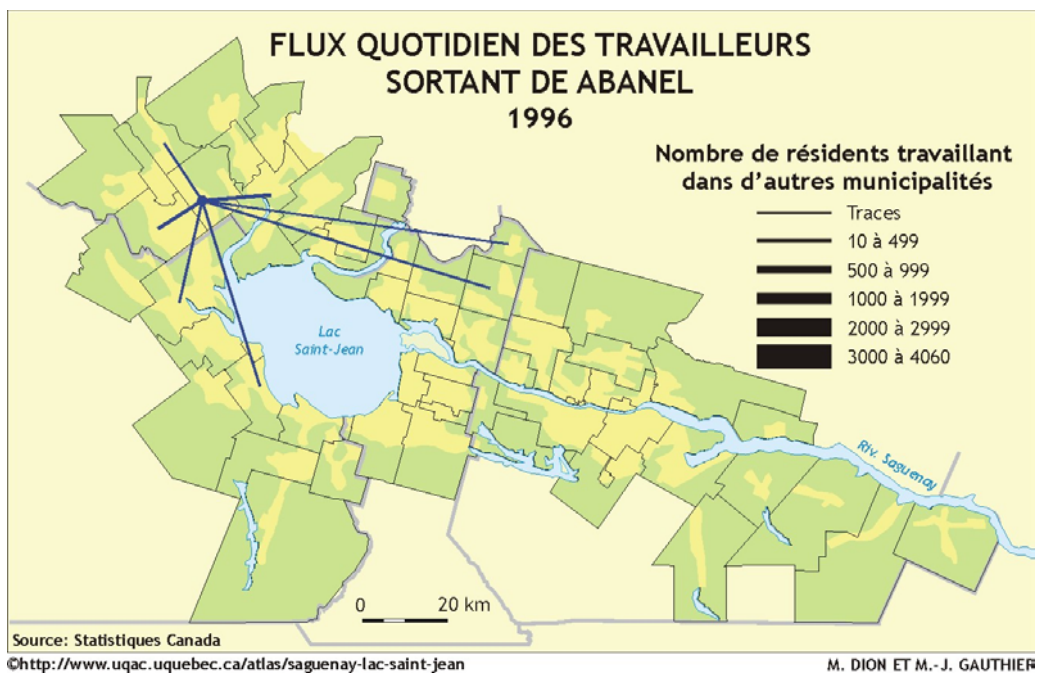 FLUX QUOTIDIEN DES TRAVAILLEURS
SORTANT DE ABANEL
1996
Nombre de résidents travaillant
dans d'autres municipalités
Traces
10 à 499
500 à 999
1000 à 1999
2000 à 2999
3000 à 4060
Lac
Saint-Jean
Riv. Saguenay
0 20 km
Source: Statistiques Canada
©http://www.uqac.uquebec.ca/atlas/saguenay-lac-saint-jean
M. DION ET M.-J. GAUTHIER